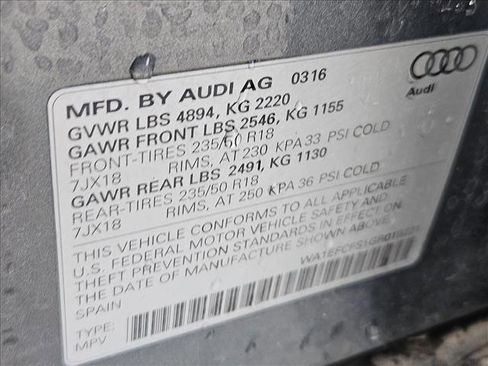 MFD. BY AUDI AG 0316
GVWR LBS 4894, KG 2220
GAWR FRONT LBS 2546, KG 1155
FRONT-TIRES 235/50 R18
7JX18 RIMS, AT 230 KPA 33 PSI COLD
GAWR REAR LBS 2491, KG 1130
REAR-TIRES 235/50 R18
7JX18 RIMS, AT 250 KPA 36 PSI COLD
THIS VEHICLE CONFORMS TO ALL APPLICABLE
U.S. FEDERAL MOTOR VEHICLE SAFETY AND
THEFT PREVENTION STANDARDS IN EFFECT ON
THE DATE OF MANUFACTURE SHOWN ABOVE.
SPAIN
TYPE:
MPV